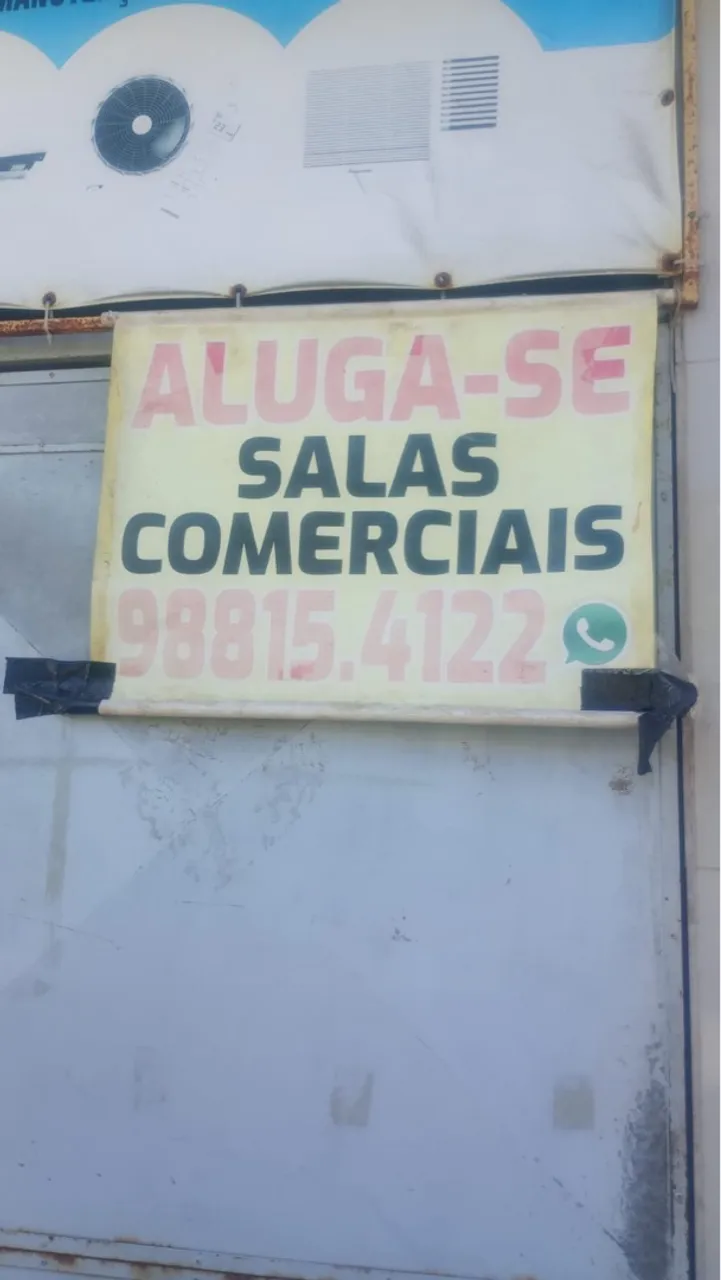 ALUGA-SE
SALAS
COMERCIAIS
98815.4122